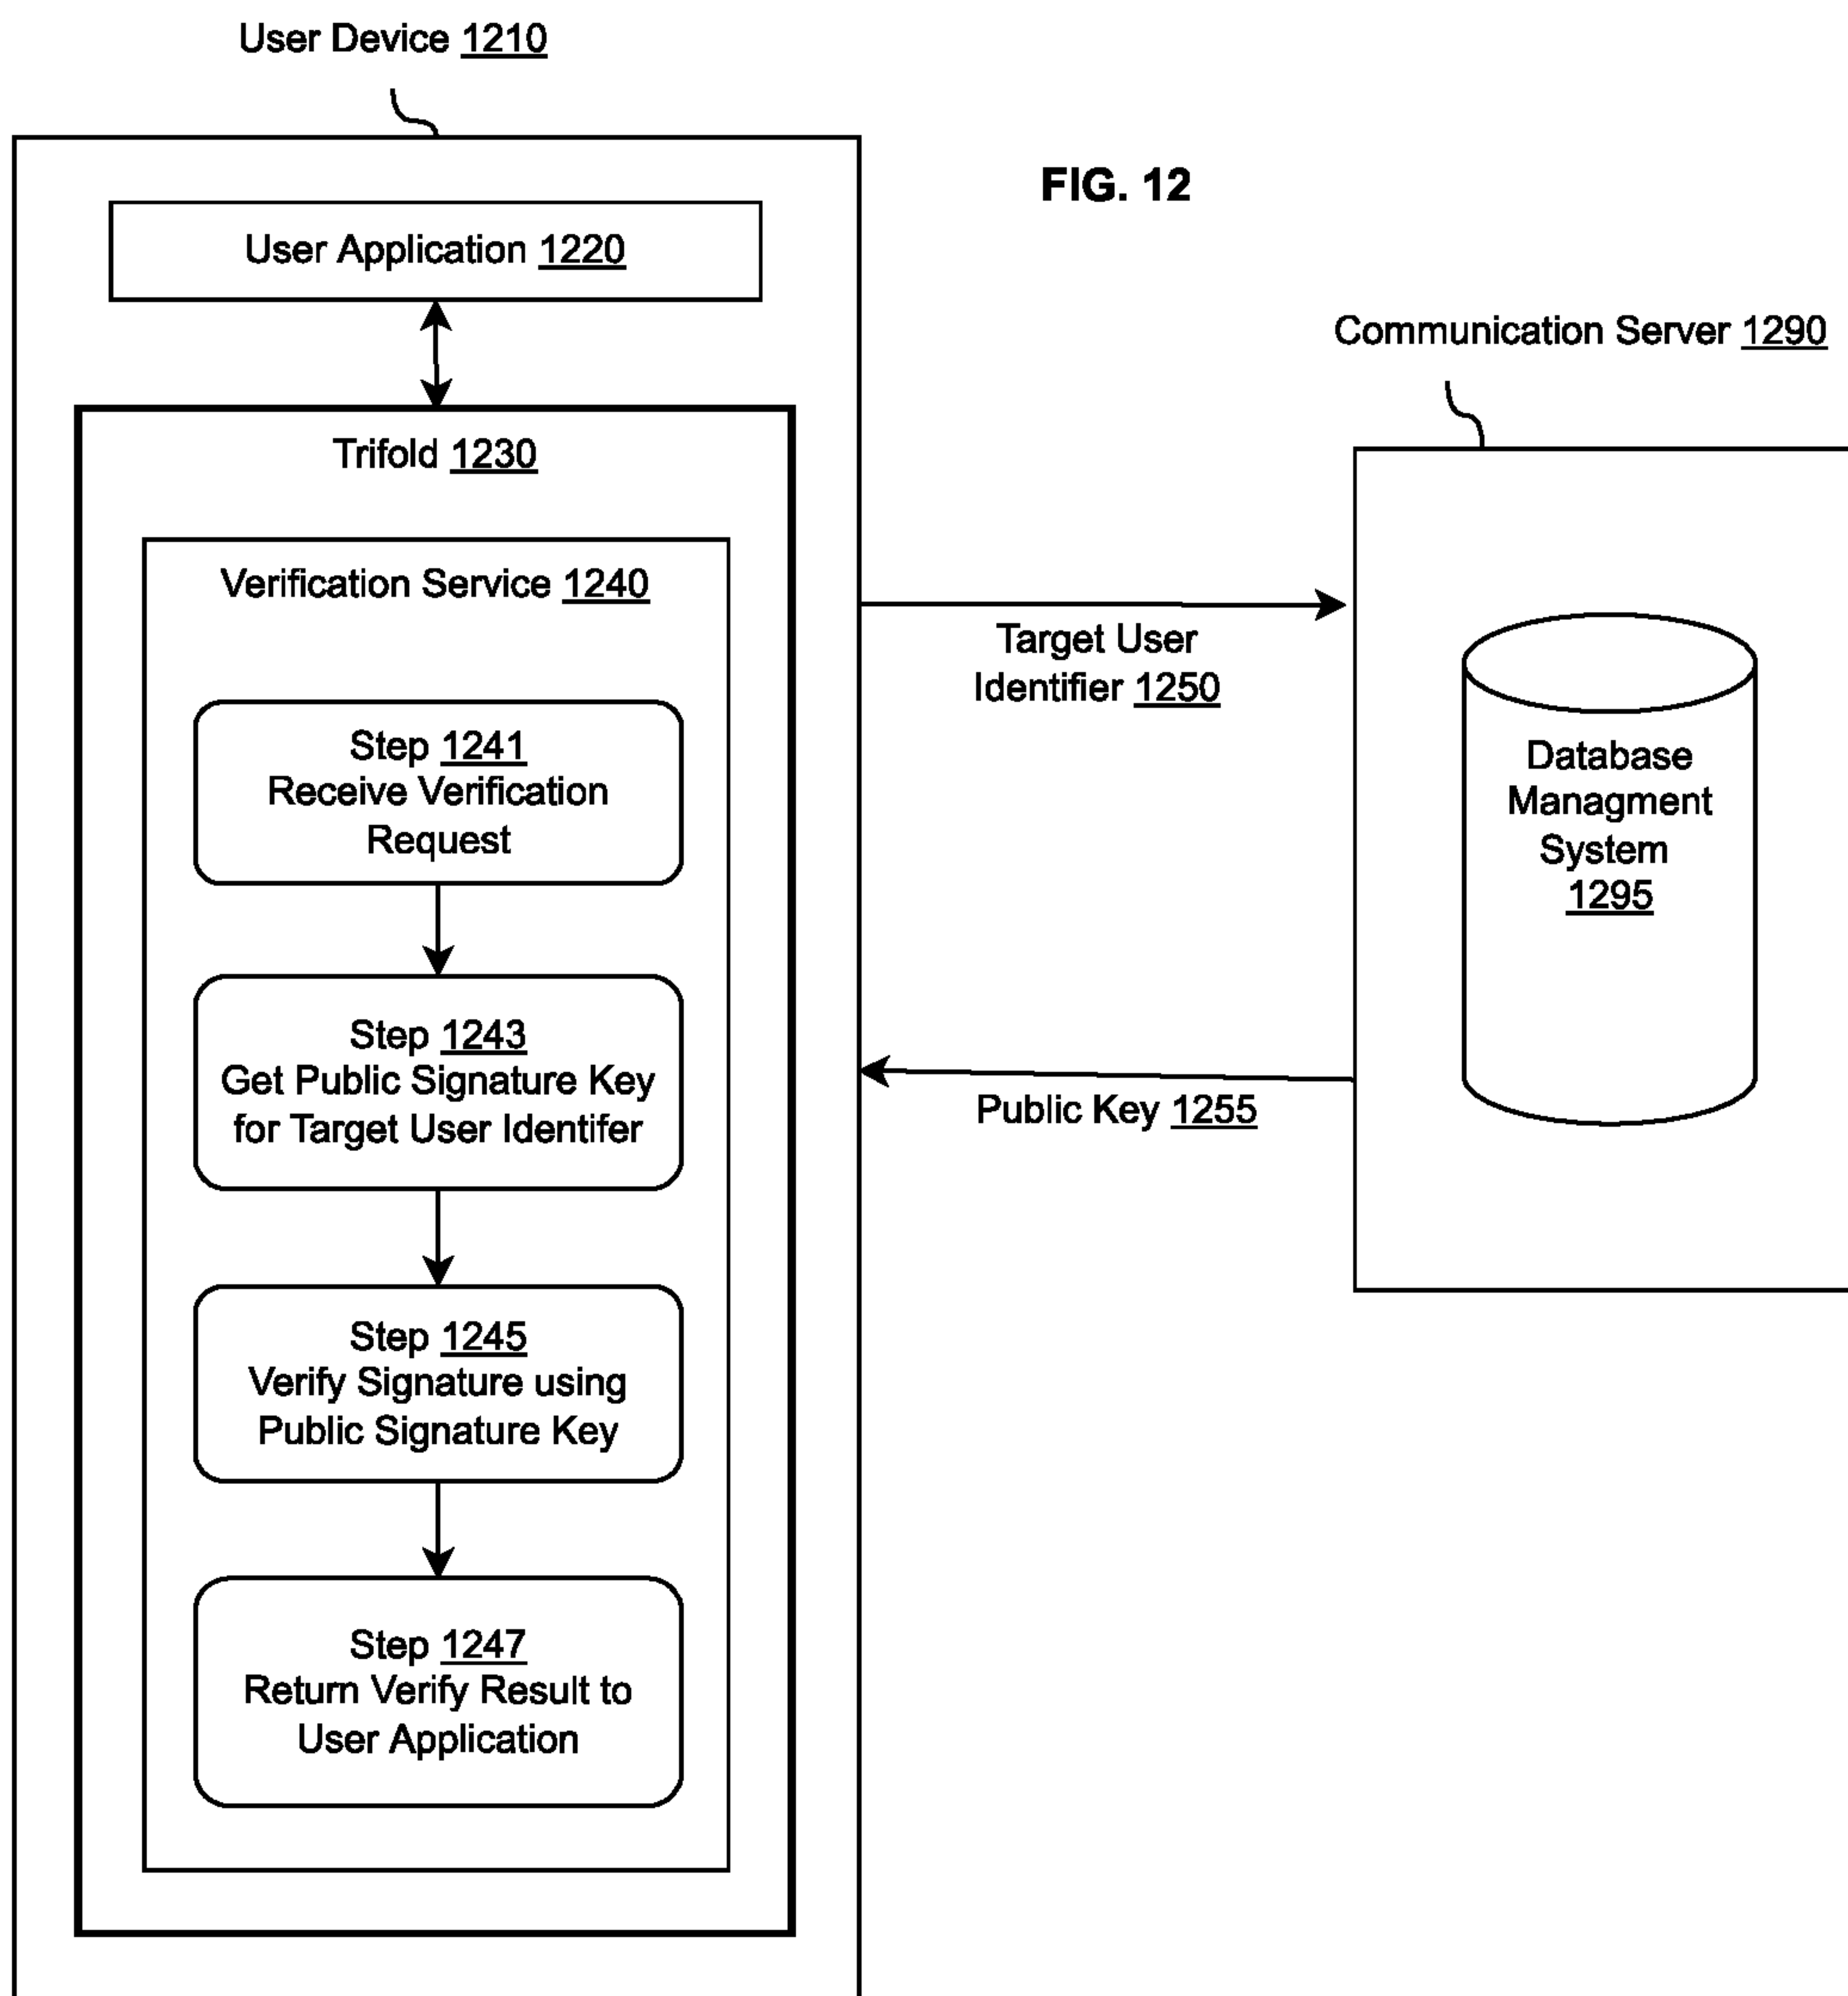 User Device 1210
FIG. 12
User Application 1220
Communication Server 1290
Trifold 1230
Verification Service 1240
Target User
Identifier 1250
Step 1241
Receive Verification
Request
Database
Managment
System
1295
Step 1243
Get Public Signature Key
for Target User Identifer
Public Key 1255
Step 1245
Verify Signature using
Public Signature Key
Step 1247
Return Verify Result to
User Application